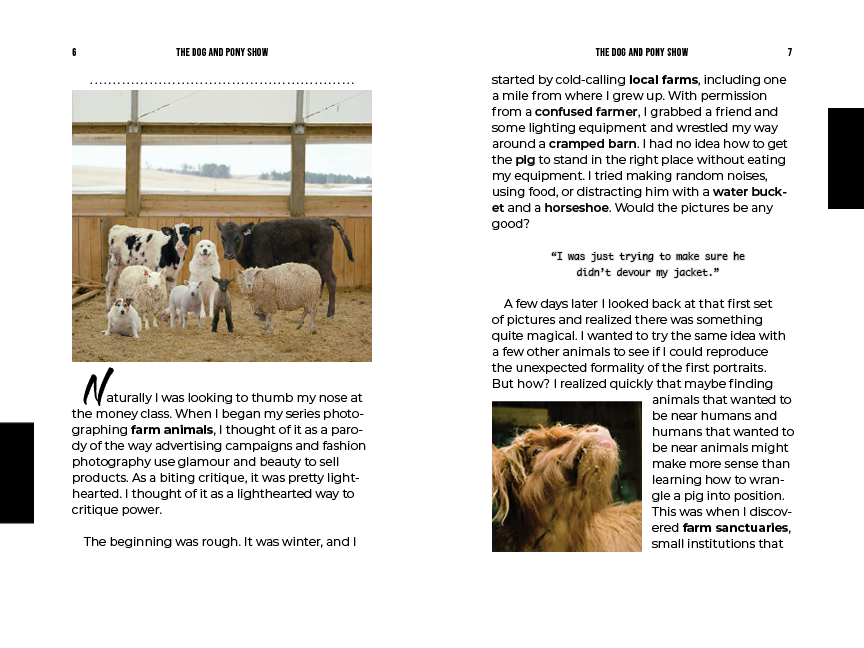 6
THE DOG AND PONY SHOW
Naturally I was looking to thumb my nose at
the money class. When I began my series photo-
graphing farm animals, I thought of it as a paro-
dy of the way advertising campaigns and fashion
photography use glamour and beauty to sell
products. As a biting critique, it was pretty light-
hearted. I thought of it as a lighthearted way to
critique power.
The beginning was rough. It was winter, and I
THE DOG AND PONY SHOW
7
started by cold-calling local farms, including one
a mile from where I grew up. With permission
from a confused farmer, I grabbed a friend and
some lighting equipment and wrestled my way
around a cramped barn. I had no idea how to get
the pig to stand in the right place without eating
my equipment. I tried making random noises,
using food, or distracting him with a water buck-
et and a horseshoe. Would the pictures be any
good?
“I was just trying to make sure he
didn’t devour my jacket.”
A few days later I looked back at that first set
of pictures and realized there was something
quite magical. I wanted to try the same idea with
a few other animals to see if I could reproduce
the unexpected formality of the first portraits.
But how? I realized quickly that maybe finding
animals that wanted to
be near humans and
humans that wanted to
be near animals might
make more sense than
learning how to wran-
gle a pig into position.
This was when I discov-
ered farm sanctuaries,
small institutions that